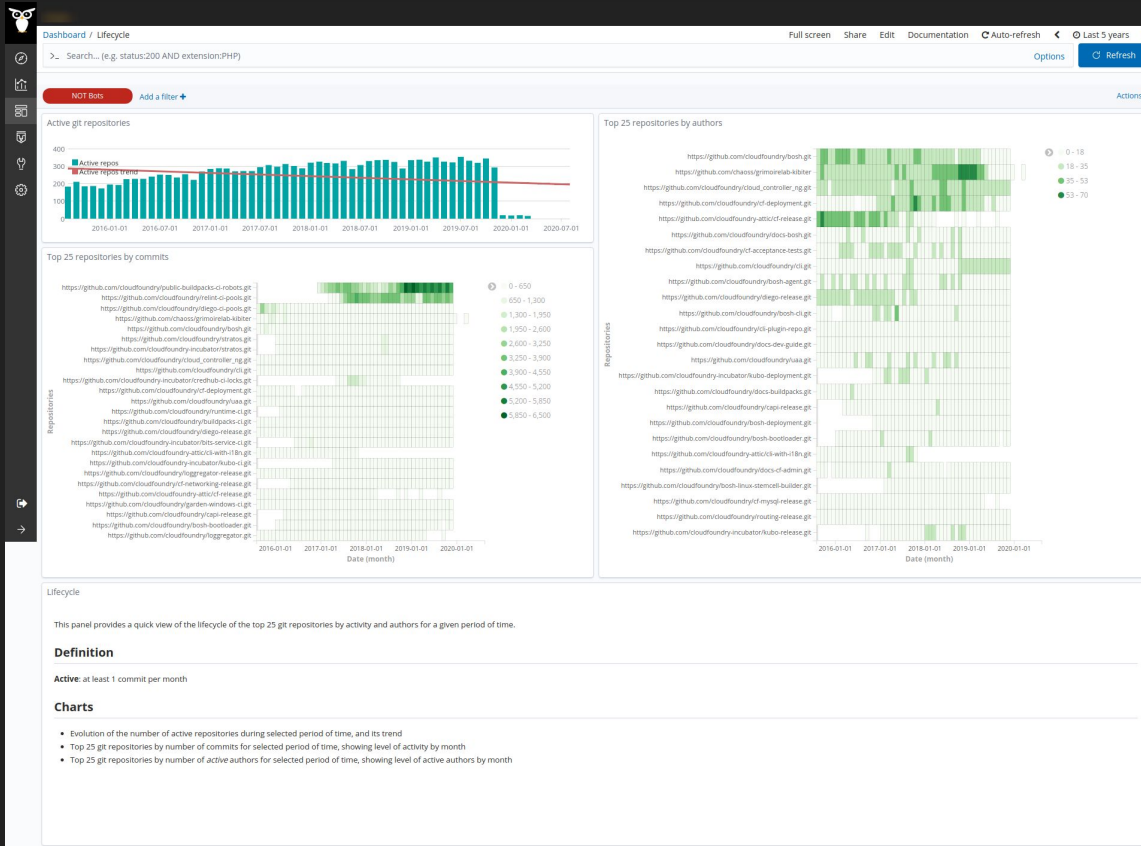 Dashboard / Lifecycle
Full screen Share Edit Documentation Auto-refresh Last 5 years
>_ Search... (e.g. status:200 AND extension:PHP)
Options
Refresh
NOT Bots
Add a filter +
Actions
Active git repositories
400
300
200
100
0
Active repos
Active repos trend
2016-01-01 2016-07-01 2017-01-01 2017-07-01 2018-01-01 2018-07-01 2019-01-01 2019-07-01 2020-01-01 2020-07-01
Top 25 repositories by commits
Repositories
https://github.com/cloudfoundry/public-buildpacks-ci-robots.git
https://github.com/cloudfoundry/relint-ci-pools.git
https://github.com/cloudfoundry/diego-ci-pools.git
https://github.com/chaoss/grimoirelab-kibiter
https://github.com/cloudfoundry/bosh.git
https://github.com/cloudfoundry/stratos.git
https://github.com/cloudfoundry-incubator/stratos.git
https://github.com/cloudfoundry/cloud_controller_ng.git
https://github.com/cloudfoundry/cli.git
https://github.com/cloudfoundry-incubator/credhub-ci-locks.git
https://github.com/cloudfoundry/cf-deployment.git
https://github.com/cloudfoundry/uaa.git
https://github.com/cloudfoundry/runtime-ci.git
https://github.com/cloudfoundry/buildpacks-ci.git
https://github.com/cloudfoundry/diego-release.git
https://github.com/cloudfoundry-incubator/bits-service-ci.git
https://github.com/cloudfoundry-attic/cli-with-i18n.git
https://github.com/cloudfoundry-incubator/kubo-ci.git
https://github.com/cloudfoundry/loggregator-release.git
https://github.com/cloudfoundry/cf-networking-release.git
https://github.com/cloudfoundry-attic/cf-release.git
https://github.com/cloudfoundry/garden-windows-ci.git
https://github.com/cloudfoundry/capi-release.git
https://github.com/cloudfoundry/bosh-bootloader.git
https://github.com/cloudfoundry/loggregator.git
2016-01-01 2017-01-01 2018-01-01 2019-01-01 2020-01-01
Date (month)
0 - 650
650 - 1,300
1,300 - 1,950
1,950 - 2,600
2,600 - 3,250
3,250 - 3,900
3,900 - 4,550
4,550 - 5,200
5,200 - 5,850
5,850 - 6,500
Top 25 repositories by authors
Repositories
https://github.com/cloudfoundry/bosh.git
https://github.com/chaoss/grimoirelab-kibiter
https://github.com/cloudfoundry/cloud_controller_ng.git
https://github.com/cloudfoundry/cf-deployment.git
https://github.com/cloudfoundry-attic/cf-release.git
https://github.com/cloudfoundry/docs-bosh.git
https://github.com/cloudfoundry/cf-acceptance-tests.git
https://github.com/cloudfoundry/cli.git
https://github.com/cloudfoundry/bosh-agent.git
https://github.com/cloudfoundry/diego-release.git
https://github.com/cloudfoundry/bosh-cli.git
https://github.com/cloudfoundry/cli-plugin-repo.git
https://github.com/cloudfoundry/docs-dev-guide.git
https://github.com/cloudfoundry/uaa.git
https://github.com/cloudfoundry-incubator/kubo-deployment.git
https://github.com/cloudfoundry/docs-buildpacks.git
https://github.com/cloudfoundry/capi-release.git
https://github.com/cloudfoundry/bosh-deployment.git
https://github.com/cloudfoundry/bosh-bootloader.git
https://github.com/cloudfoundry-attic/cli-with-i18n.git
https://github.com/cloudfoundry/docs-cf-admin.git
https://github.com/cloudfoundry/bosh-linux-stemcell-builder.git
https://github.com/cloudfoundry/cf-mysql-release.git
https://github.com/cloudfoundry/routing-release.git
https://github.com/cloudfoundry-incubator/kubo-release.git
2016-01-01 2017-01-01 2018-01-01 2019-01-01 2020-01-01
Date (month)
0 - 18
18 - 35
35 - 53
53 - 70
Lifecycle
This panel provides a quick view of the lifecycle of the top 25 git repositories by activity and authors for a given period of time.
Definition
Active: at least 1 commit per month
Charts
• Evolution of the number of active repositories during selected period of time, and its trend
• Top 25 git repositories by number of commits for selected period of time, showing level of activity by month
• Top 25 git repositories by number of active authors for selected period of time, showing level of active authors by month